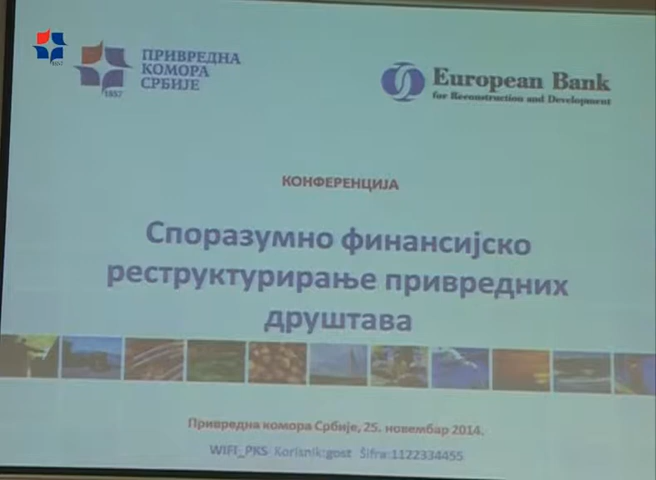 ПРИВРЕДНА
КОМОРА
СРБИЈЕ
1857
European Bank
for Reconstruction and Development
КОНФЕРЕНЦИЈА
Споразумно финансијско
реструктурирање привредних
друштава
Привредна комора Србије, 25. новембар 2014.
WIFI_PKS Korisnik:gost Šifra:1122334455